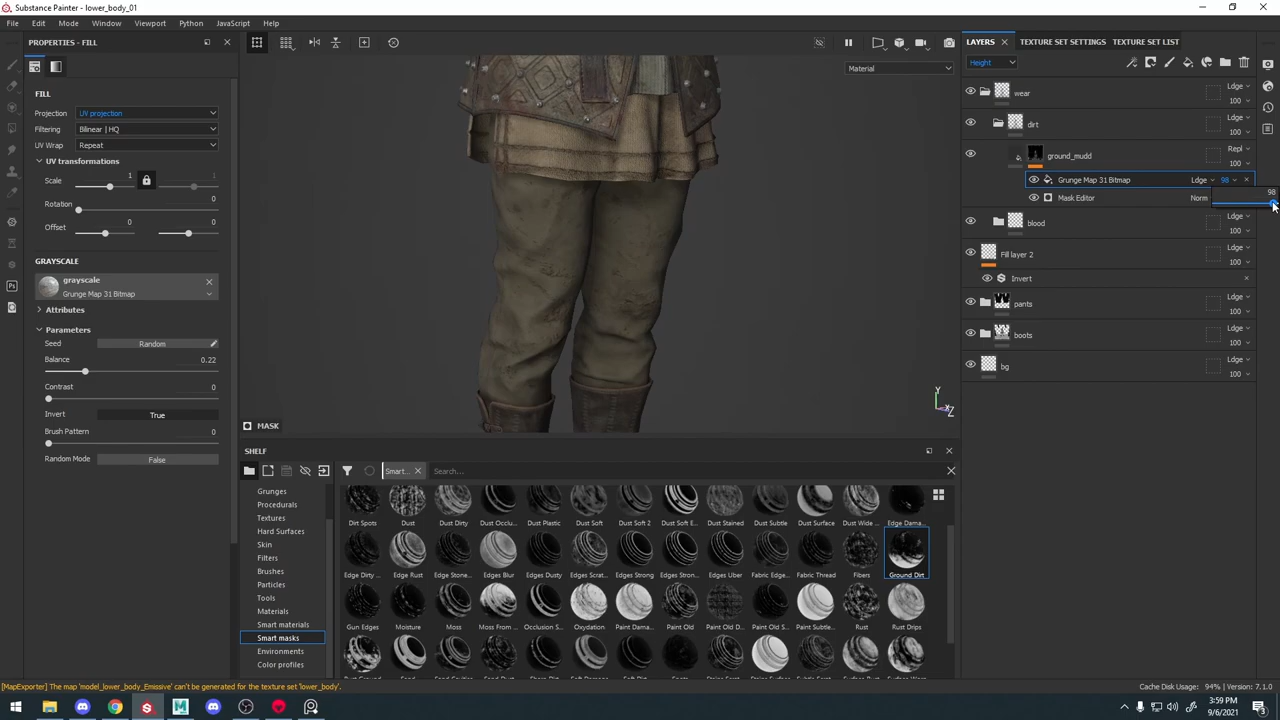 Substance Painter - lower_body_01
File Edit Mode Window Viewport Python JavaScript Help
PROPERTIES - FILL
FILL
Projection UV projection
Filtering Bilinear | HQ
UV Wrap Repeat
UV transformations
Scale 1
Rotation 0
Offset 0 0
GRAYSCALE
grayscale
Grunge Map 31 Bitmap
Attributes
Parameters
Seed Random
Balance 0.22
Contrast 0
Invert True
Brush Pattern 0
Random Mode False
Material
Y
Z
MASK
SHELF
Smart... Search...
Grunges
Procedurals
Textures
Hard Surfaces
Skin
Filters
Brushes
Particles
Tools
Materials
Smart materials
Smart masks
Environments
Color profiles
Dirt Spots Dust Dust Dirty Dust Occlu... Dust Plastic Dust Soft Dust Soft 2 Dust Soft E... Dust Stained Dust Subtle Dust Surface Dust Wide ... Edge Dama...
Edge Dirty ... Edge Rust Edge Stone... Edges Blur Edges Dusty Edges Scrat... Edges Strong Edges Stron... Edges Uber Fabric Edge... Fabric Thread Fibers Ground Dirt
Gun Edges Moisture Moss Moss From ... Occlusion S... Oxydation Paint Dama... Paint Old Paint Old D... Paint Old ... Paint Subtle... Rust Rust Drips
LAYERS TEXTURE SET SETTINGS TEXTURE SET LIST
Height
wear Ldge 100
dirt Ldge 100
ground_mudd Repl 100
Grunge Map 31 Bitmap Ldge 98
98
Mask Editor Norm
blood Ldge 100
Fill layer 2 Ldge 100
Invert
pants Ldge 100
boots Ldge 100
bg Ldge 100
[MapExporter] The map 'model_lower_body_Emissive' can't be generated for the texture set 'lower_body'.
Cache Disk Usage: 94% | Version: 7.1.0
3:59 PM
9/6/2021
3